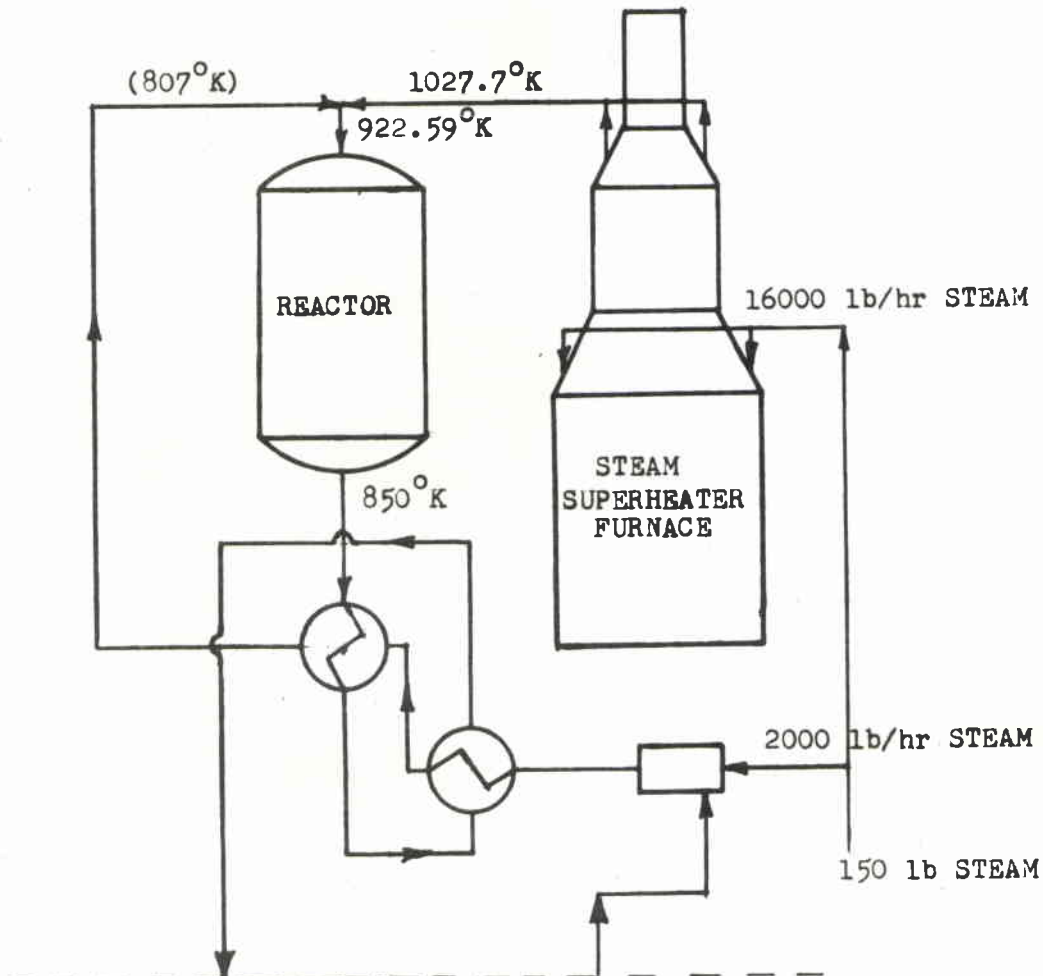 (807°K)
1027.7°K
922.59°K
REACTOR
16000 lb/hr STEAM
850°K
STEAM
SUPERHEATER
FURNACE
2000 lb/hr STEAM
150 lb STEAM